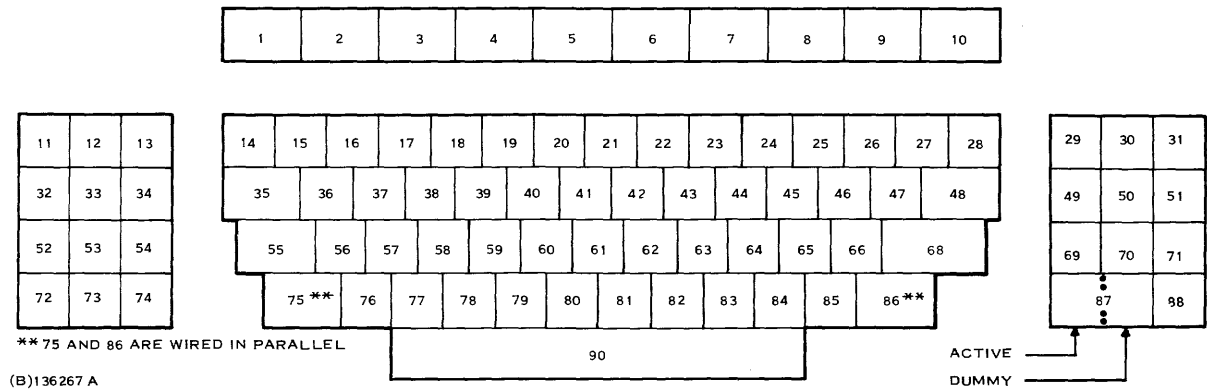 1 2 3 4 5 6 7 8 9 10
11 12 13 14 15 16 17 18 19 20 21 22 23 24 25 26 27 28 29 30 31
32 33 34 35 36 37 38 39 40 41 42 43 44 45 46 47 48 49 50 51
52 53 54 55 56 57 58 59 60 61 62 63 64 65 66 68 69 70 71
72 73 74 75 ** 76 77 78 79 80 81 82 83 84 85 86 ** 87 88
** 75 AND 86 ARE WIRED IN PARALLEL
90
ACTIVE
(B)136267 A
DUMMY